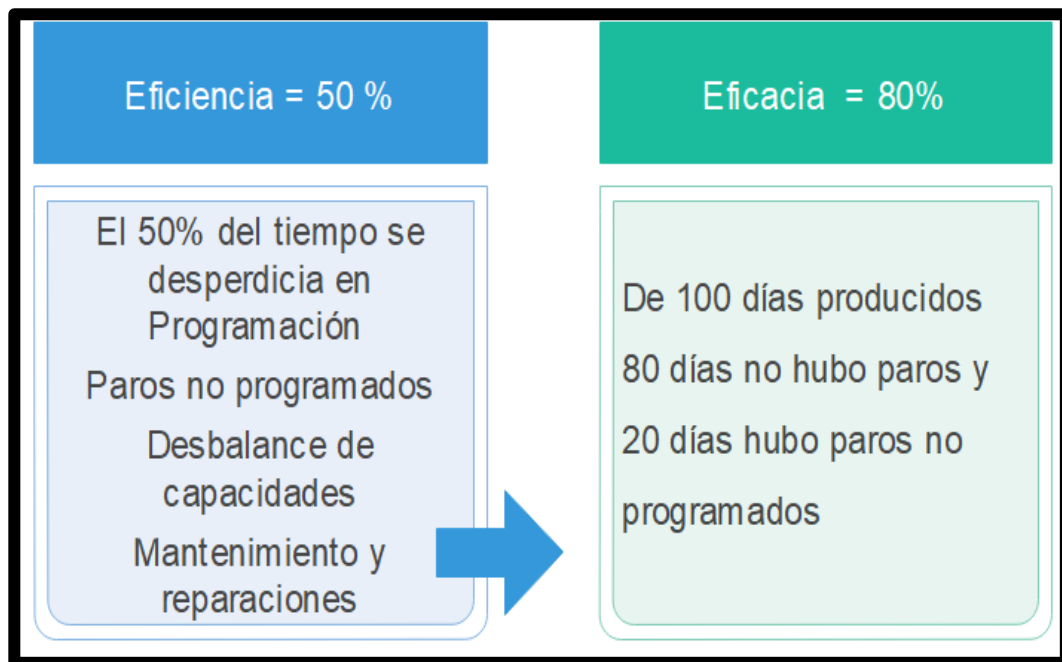 Eficiencia = 50 %
El 50% del tiempo se
desperdicia en
Programación
Paros no programados
Desbalance de
capacidades
Mantenimiento y
reparaciones
Eficacia = 80%
De 100 días producidos
80 días no hubo paros y
20 días hubo paros no
programados